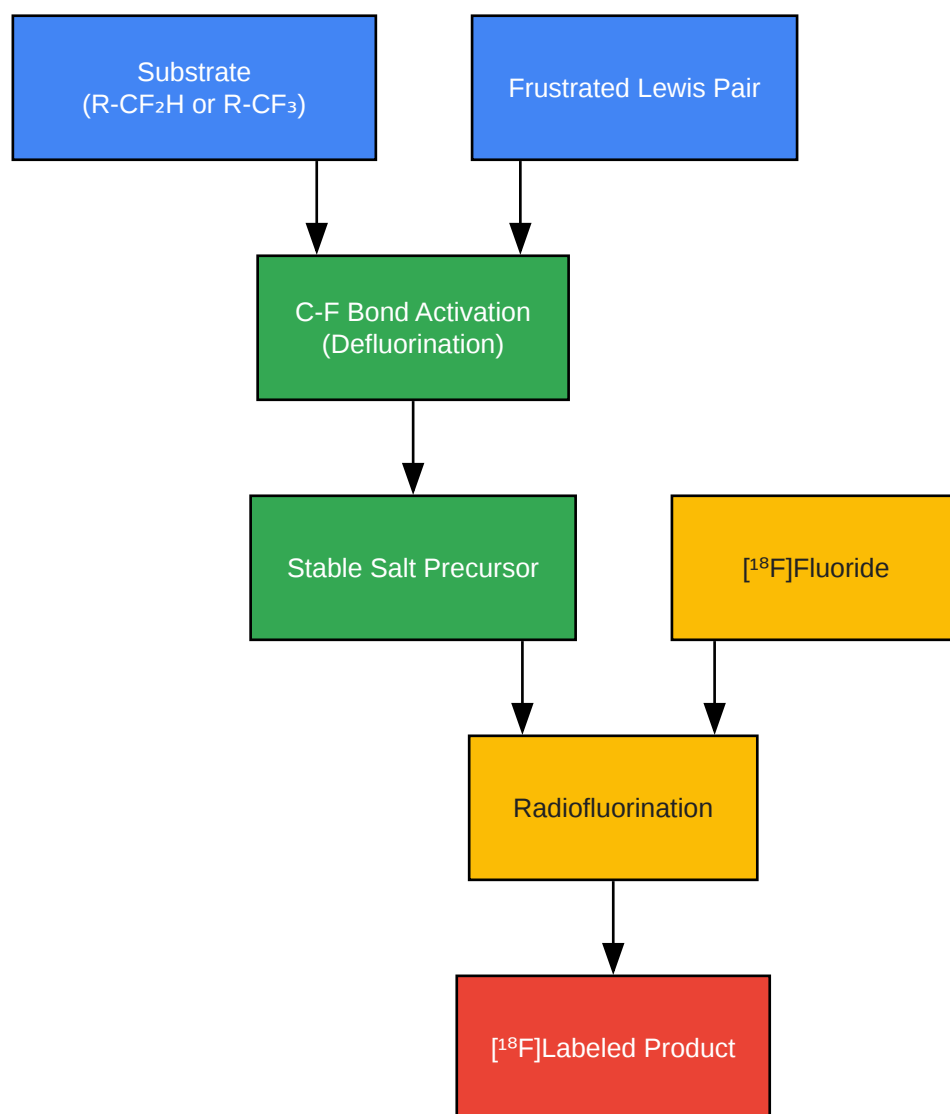 Substrate
(R-CF₂H or R-CF₃)
Frustrated Lewis Pair
C-F Bond Activation
(Defluorination)
Stable Salt Precursor
[¹⁸F]Fluoride
Radiofluorination
[¹⁸F]Labeled Product